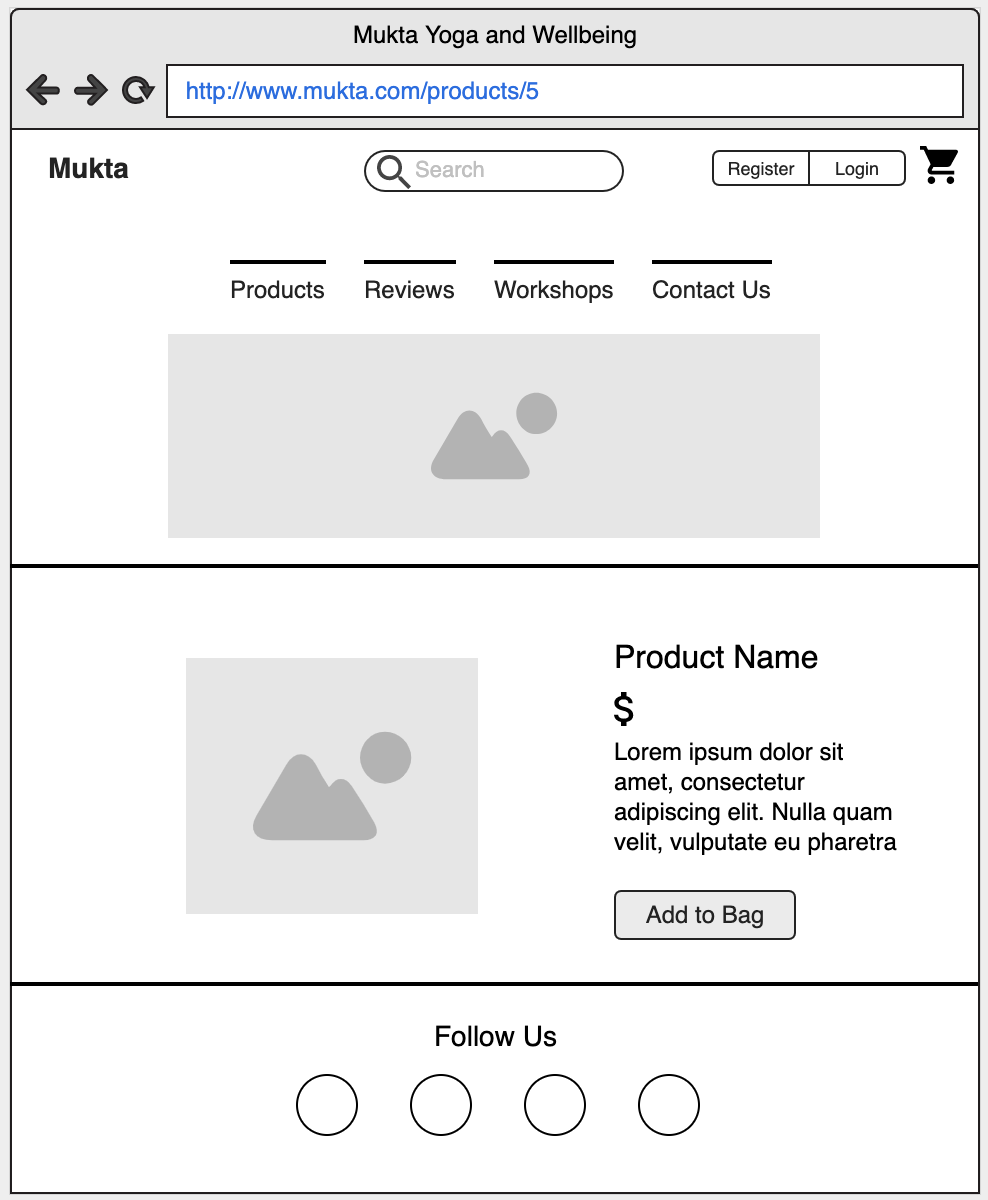 Mukta Yoga and Wellbeing
http://www.mukta.com/products/5
Mukta
Search
Register
Login
Products
Reviews
Workshops
Contact Us
Product Name
$
Lorem ipsum dolor sit
amet, consectetur
adipiscing elit. Nulla quam
velit, vulputate eu pharetra
Add to Bag
Follow Us